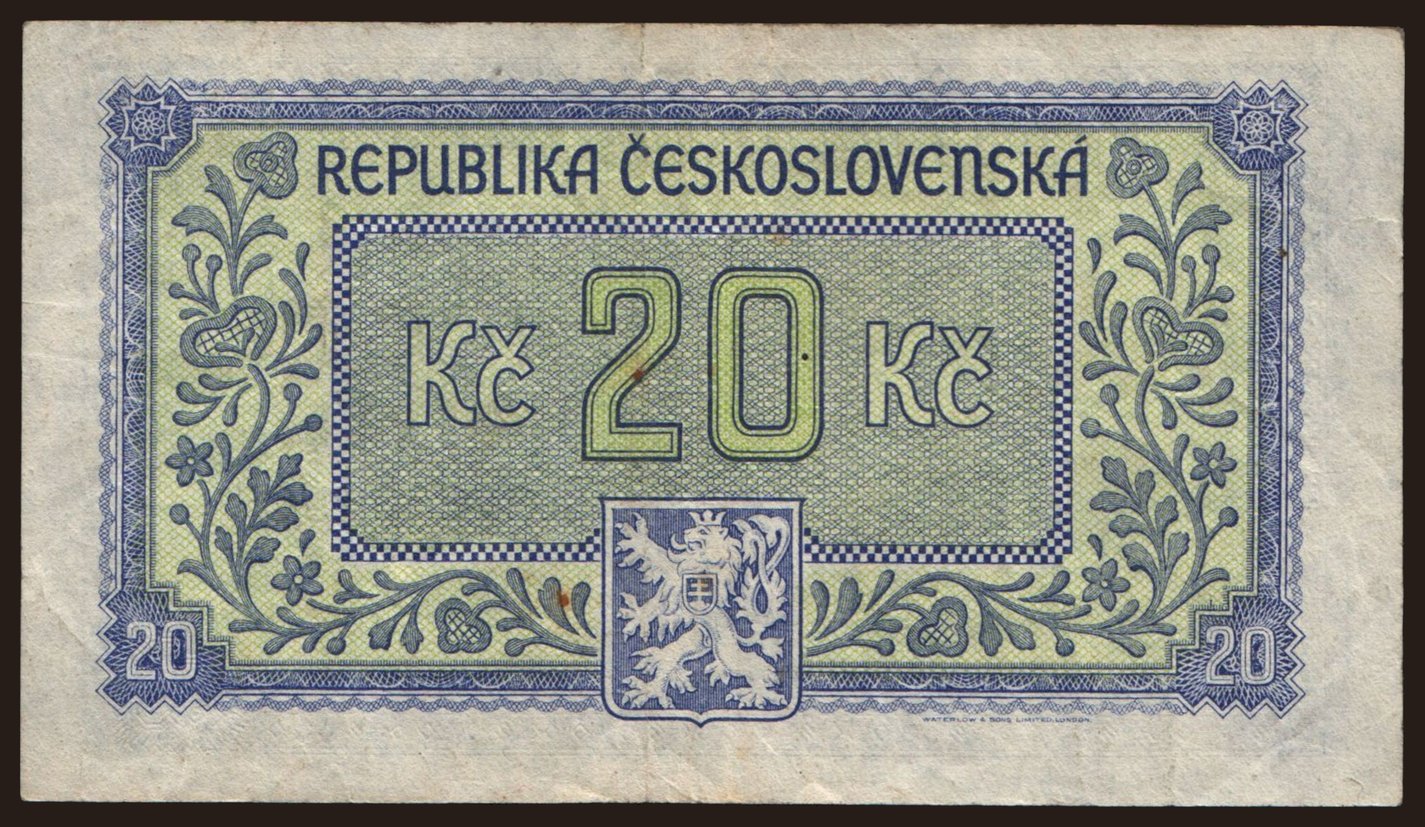 REPUBLIKA ČESKOSLOVENSKÁ
Kč 20 Kč
20 20
WATERLOW & SONS LIMITED, LONDON.